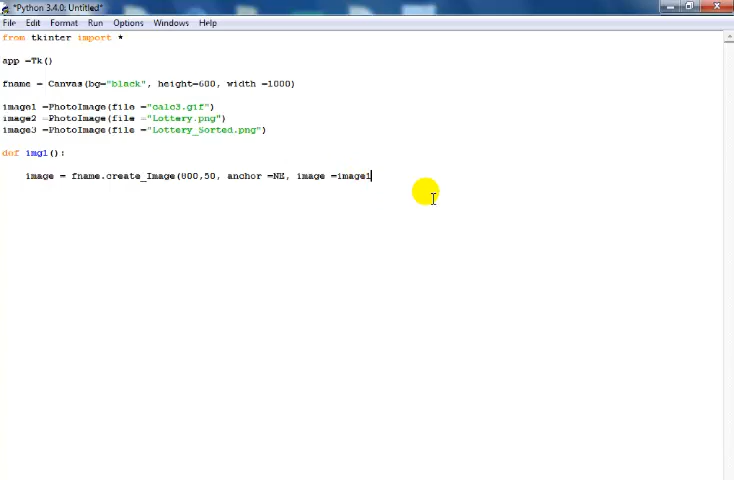 *Python 3.4.0: Untitled*
File Edit Format Run Options Windows Help
from tkinter import *
app =Tk()
fname = Canvas(bg="black", height=600, width =1000)
image1 =PhotoImage(file ="calc3.gif")
image2 =PhotoImage(file ="Lottery.png")
image3 =PhotoImage(file ="Lottery_Sorted.png")
def img1():
image = fname.create_Image(800,50, anchor =NE, image =image1